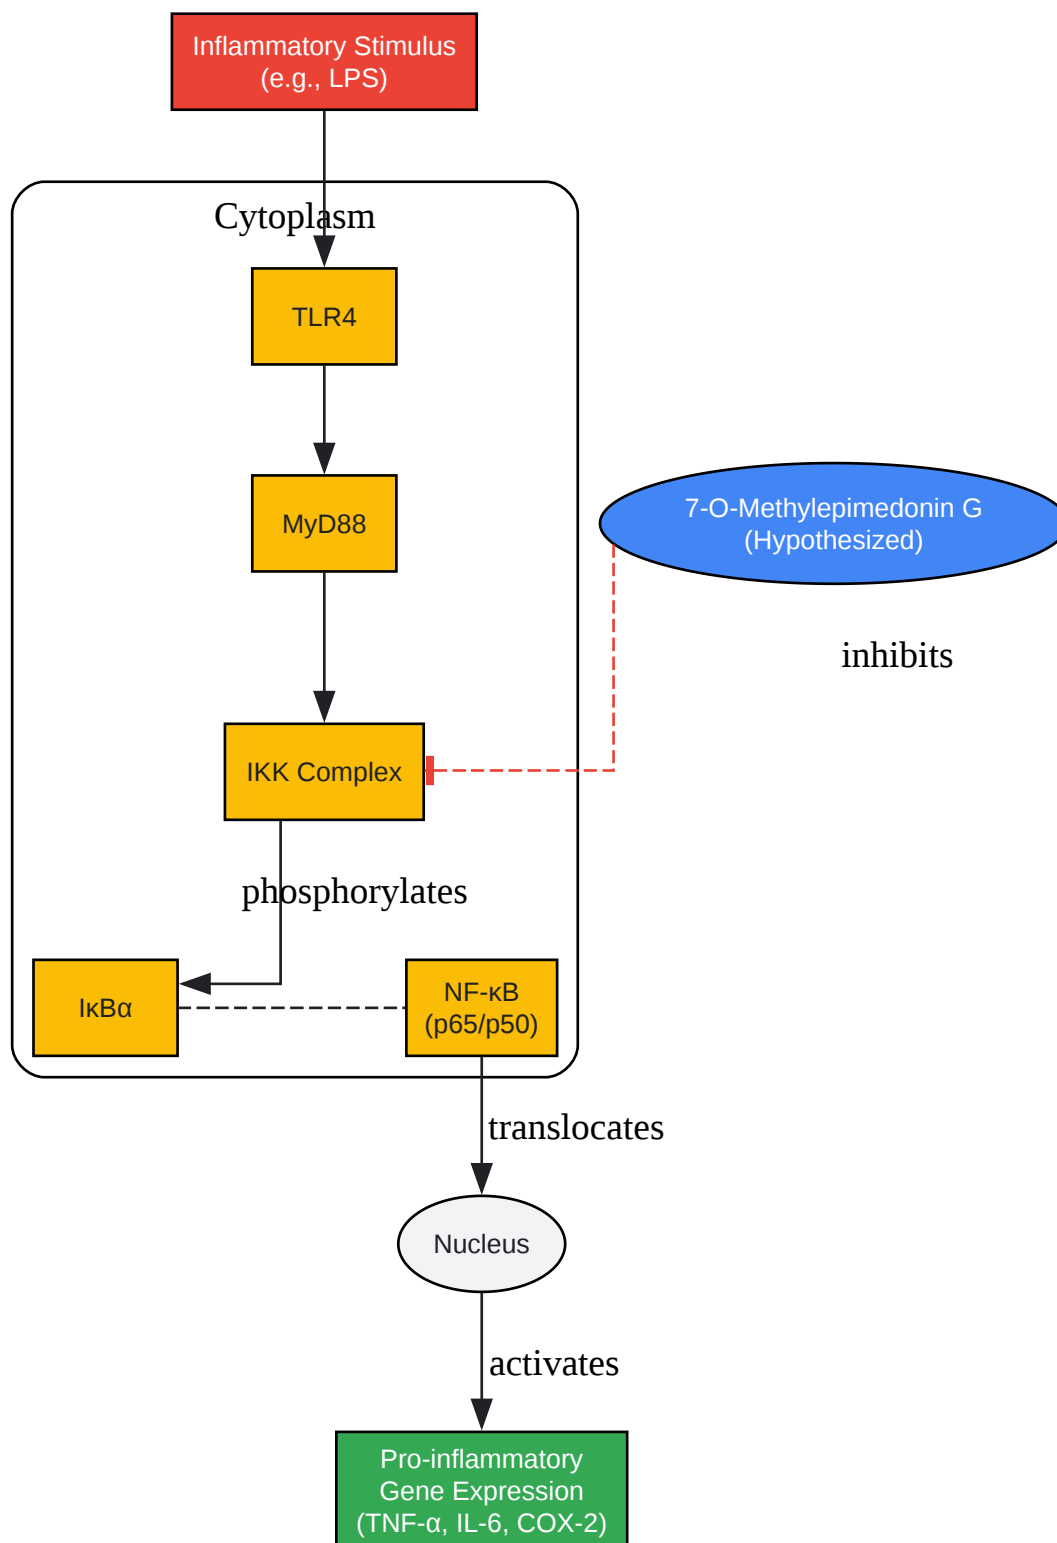 Inflammatory Stimulus
(e.g., LPS)
Cytoplasm
TLR4
MyD88
7-O-Methylepimedonin G
(Hypothesized)
inhibits
IKK Complex
phosphorylates
IκBα
NF-κB
(p65/p50)
translocates
Nucleus
activates
Pro-inflammatory
Gene Expression
(TNF-α, IL-6, COX-2)